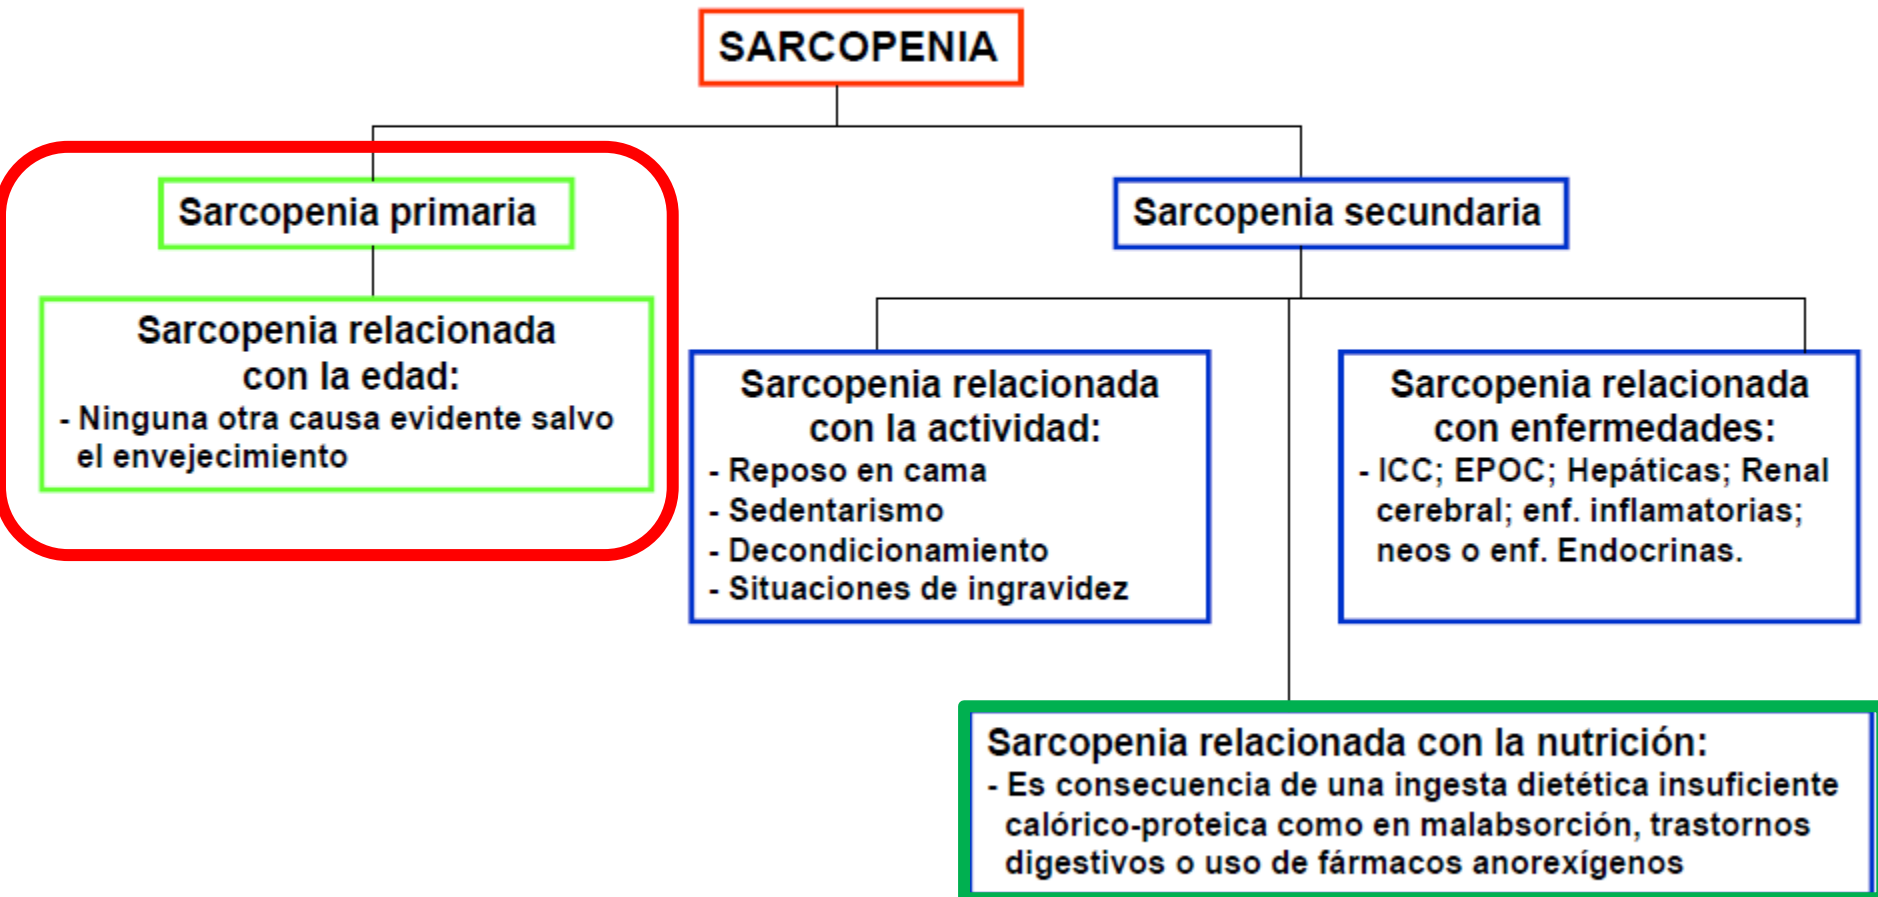 SARCOPENIA
Sarcopenia primaria
Sarcopenia relacionada
con la edad:
- Ninguna otra causa evidente salvo
el envejecimiento
Sarcopenia secundaria
Sarcopenia relacionada
con la actividad:
- Reposo en cama
- Sedentarismo
- Decondicionamiento
- Situaciones de ingravidez
Sarcopenia relacionada
con enfermedades:
- ICC; EPOC; Hepáticas; Renal
cerebral; enf. inflamatorias;
neos o enf. Endocrinas.
Sarcopenia relacionada con la nutrición:
- Es consecuencia de una ingesta dietética insuficiente
calórico-proteica como en malabsorción, trastornos
digestivos o uso de fármacos anorexígenos